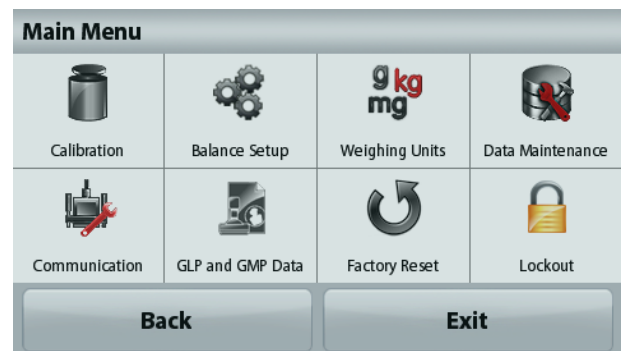 Main Menu
g kg
mg
Calibration
Balance Setup
Weighing Units
Data Maintenance
Communication
GLP and GMP Data
Factory Reset
Lockout
Back
Exit